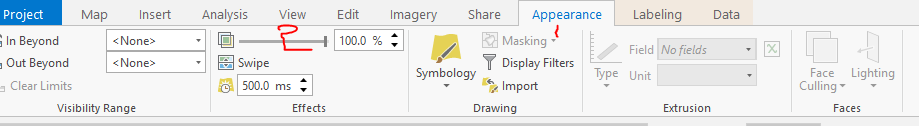 Project Map Insert Analysis View Edit Imagery Share Appearance Labeling Data
In Beyond <None>
Out Beyond <None>
Clear Limits
Visibility Range
100.0 %
Swipe
500.0 ms
Effects
Symbology
Masking
Display Filters
Import
Drawing
Type
Field No fields
Unit
Extrusion
Face Culling
Lighting
Faces
1
2